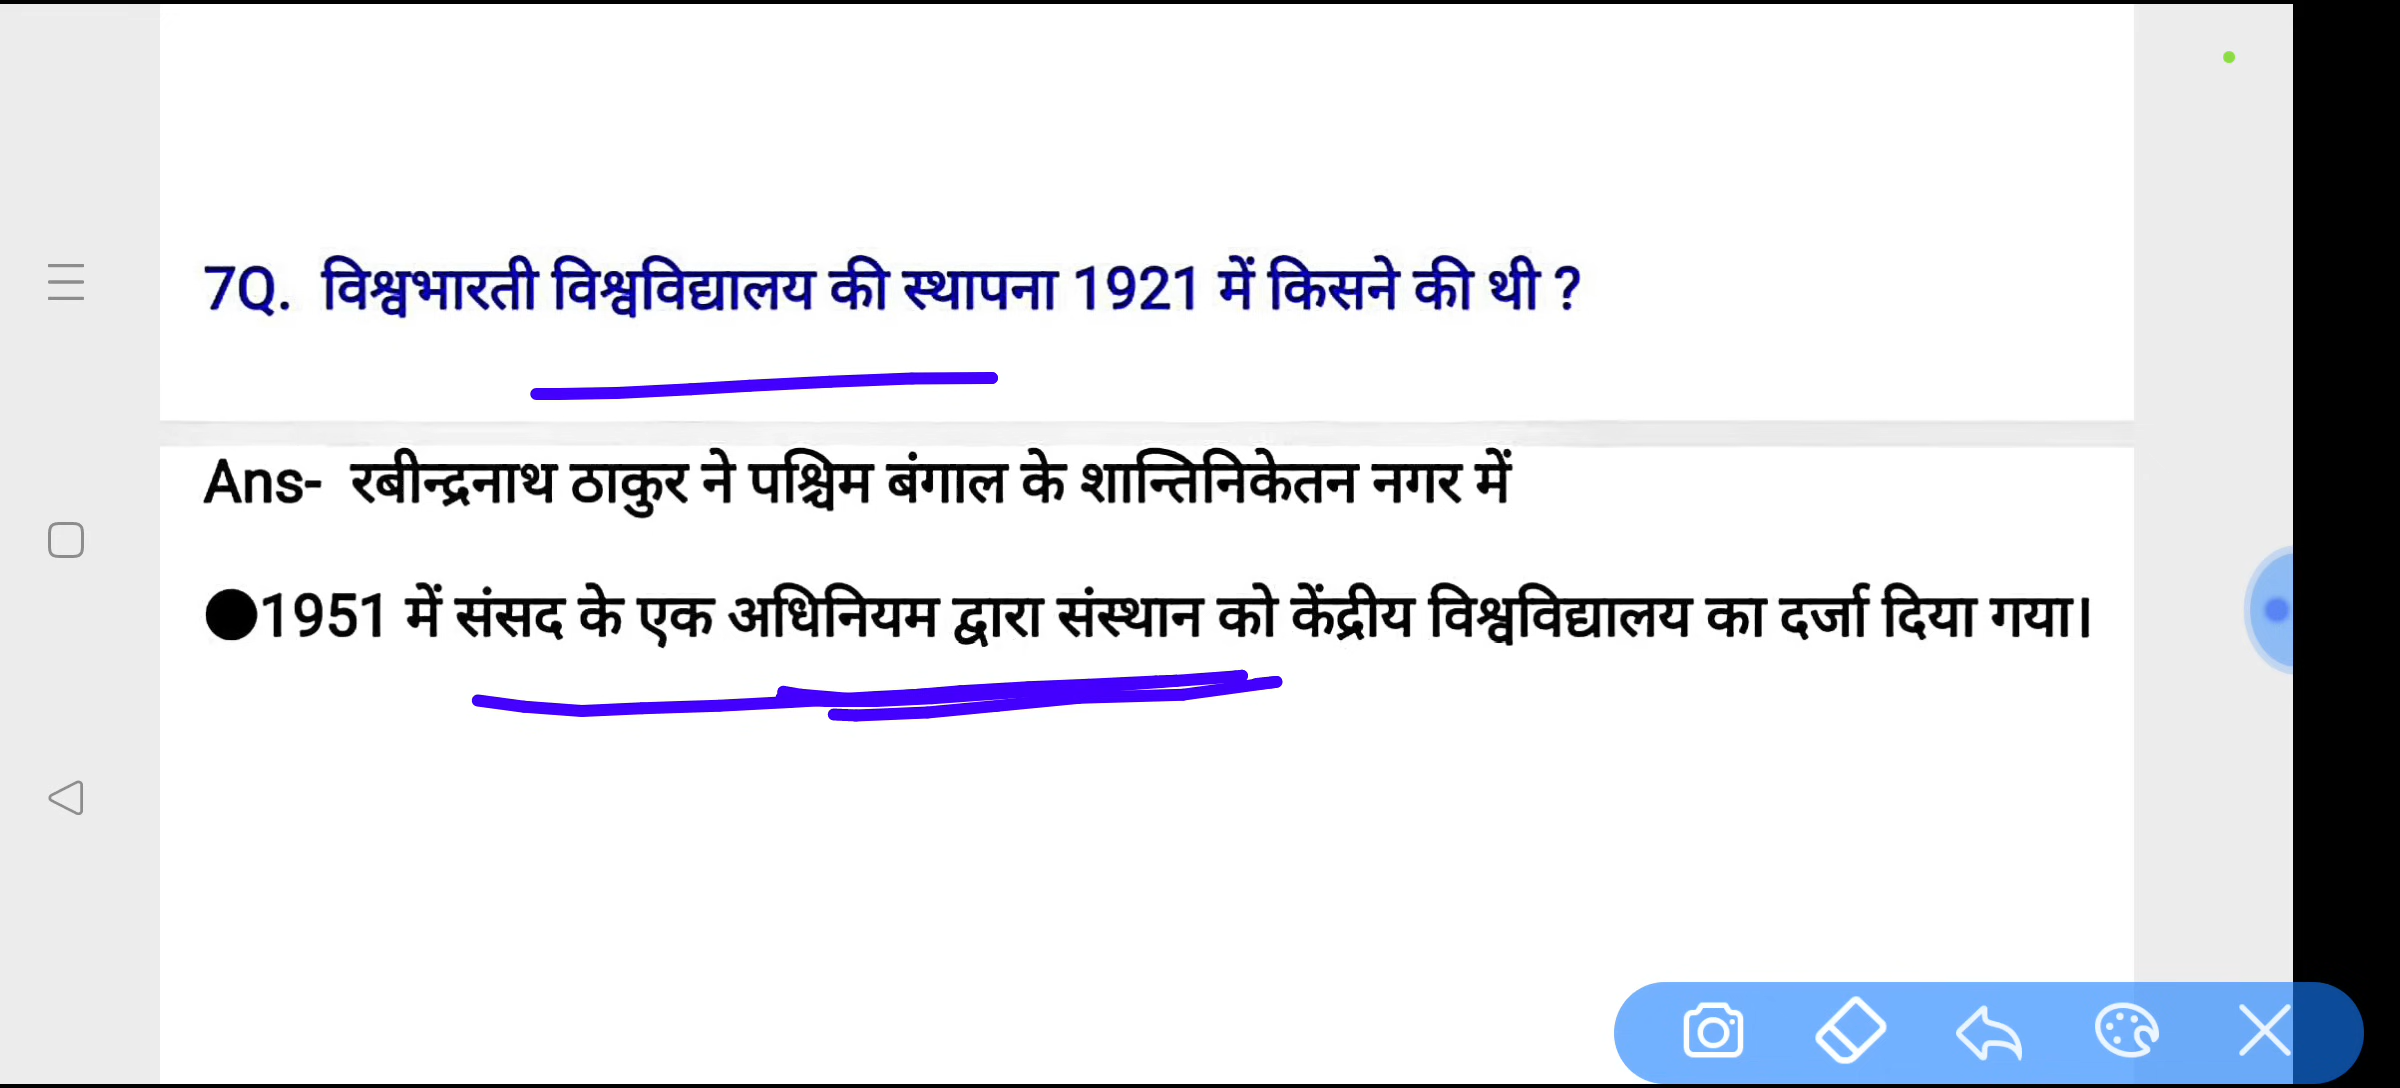 7Q. विश्वभारती विश्वविद्यालय की स्थापना 1921 में किसने की थी ?
Ans- रबीन्द्रनाथ ठाकुर ने पश्चिम बंगाल के शान्तिनिकेतन नगर में
●1951 में संसद के एक अधिनियम द्वारा संस्थान को केंद्रीय विश्वविद्यालय का दर्जा दिया गया।